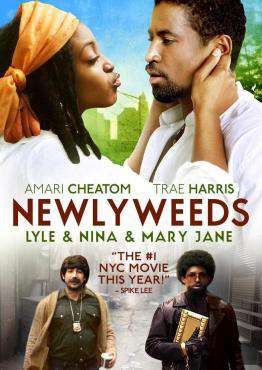 AMARI CHEATOM TRAE HARRIS
NEWLYWEEDS
LYLE & NINA & MARY JANE
"THE #1
NYC MOVIE
THIS YEAR!"
- SPIKE LEE